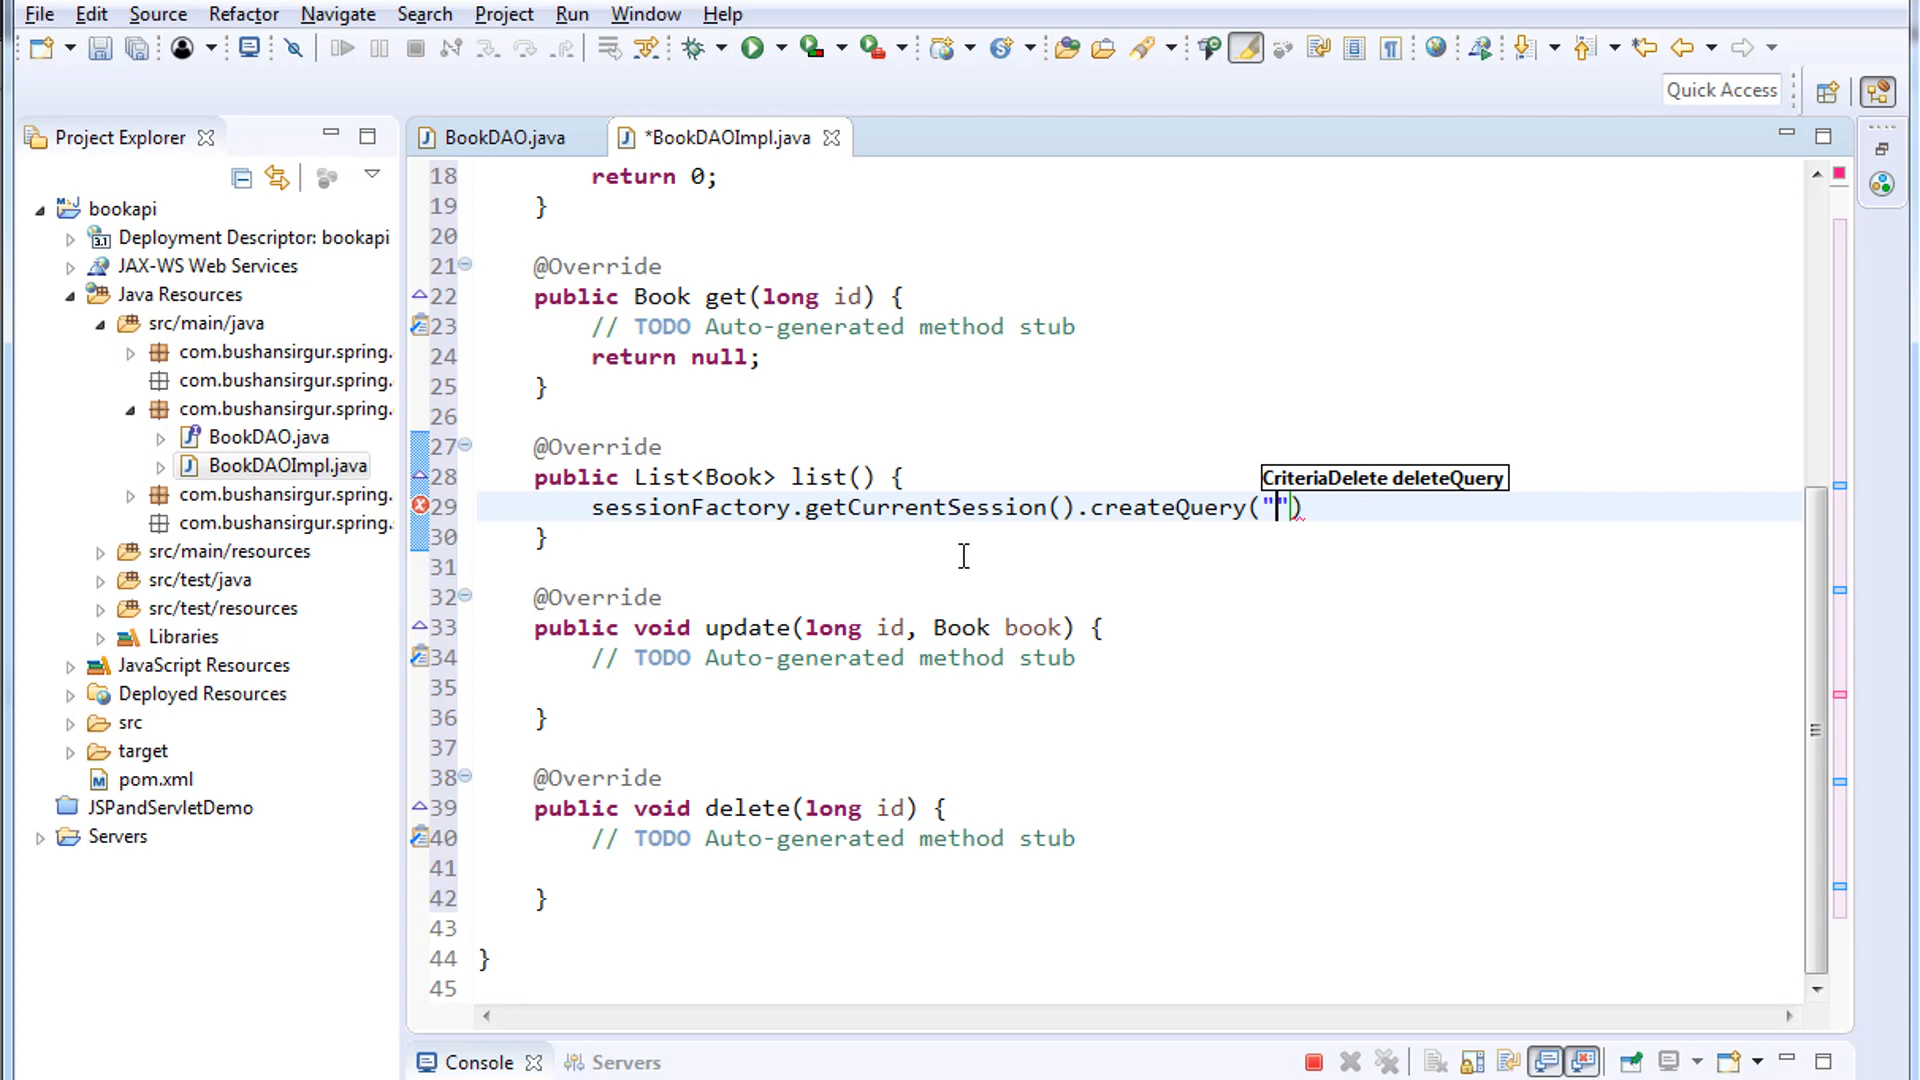 File Edit Source Refactor Navigate Search Project Run Window Help
Quick Access
Project Explorer
BookDAO.java
*BookDAOImpl.java
bookapi
Deployment Descriptor: bookapi
3.1
JAX-WS Web Services
Java Resources
src/main/java
com.bushansirgur.spring.
com.bushansirgur.spring.
com.bushansirgur.spring.
BookDAO.java
BookDAOImpl.java
com.bushansirgur.spring.
com.bushansirgur.spring.
src/main/resources
src/test/java
src/test/resources
Libraries
JavaScript Resources
Deployed Resources
src
target
pom.xml
JSPandServletDemo
Servers
18 return 0;
19 }
20
21 @Override
22 public Book get(long id) {
23 // TODO Auto-generated method stub
24 return null;
25 }
26
27 @Override
28 public List<Book> list() {
CriteriaDelete deleteQuery
29 sessionFactory.getCurrentSession().createQuery("")
30 }
31
32 @Override
33 public void update(long id, Book book) {
34 // TODO Auto-generated method stub
35
36 }
37
38 @Override
39 public void delete(long id) {
40 // TODO Auto-generated method stub
41
42 }
43
44 }
45
Console Servers